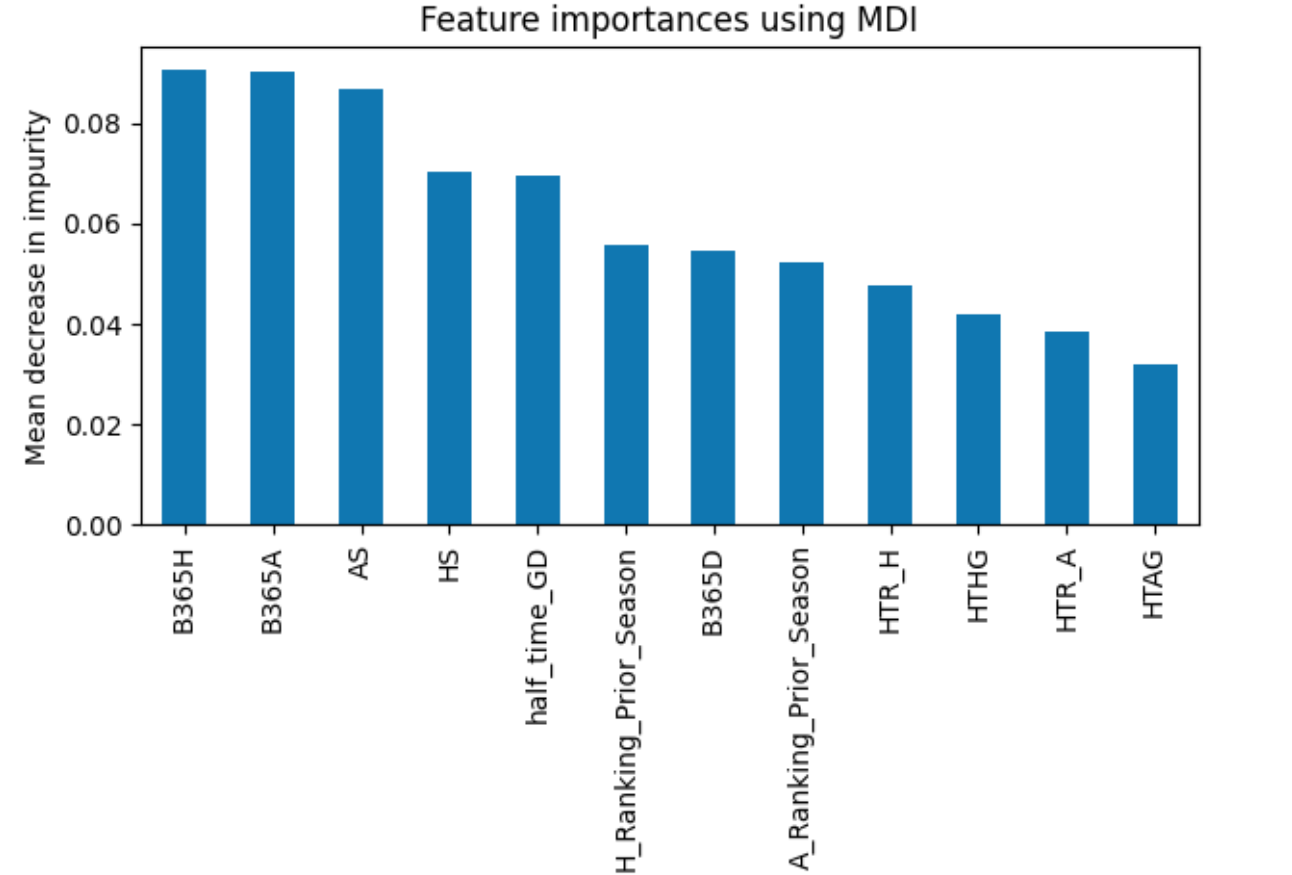 Feature importances using MDI
Mean decrease in impurity
0.08
0.06
0.04
0.02
0.00
B365H
B365A
AS
HS
half_time_GD
H_Ranking_Prior_Season
B365D
A_Ranking_Prior_Season
HTR_H
HTHG
HTR_A
HTAG